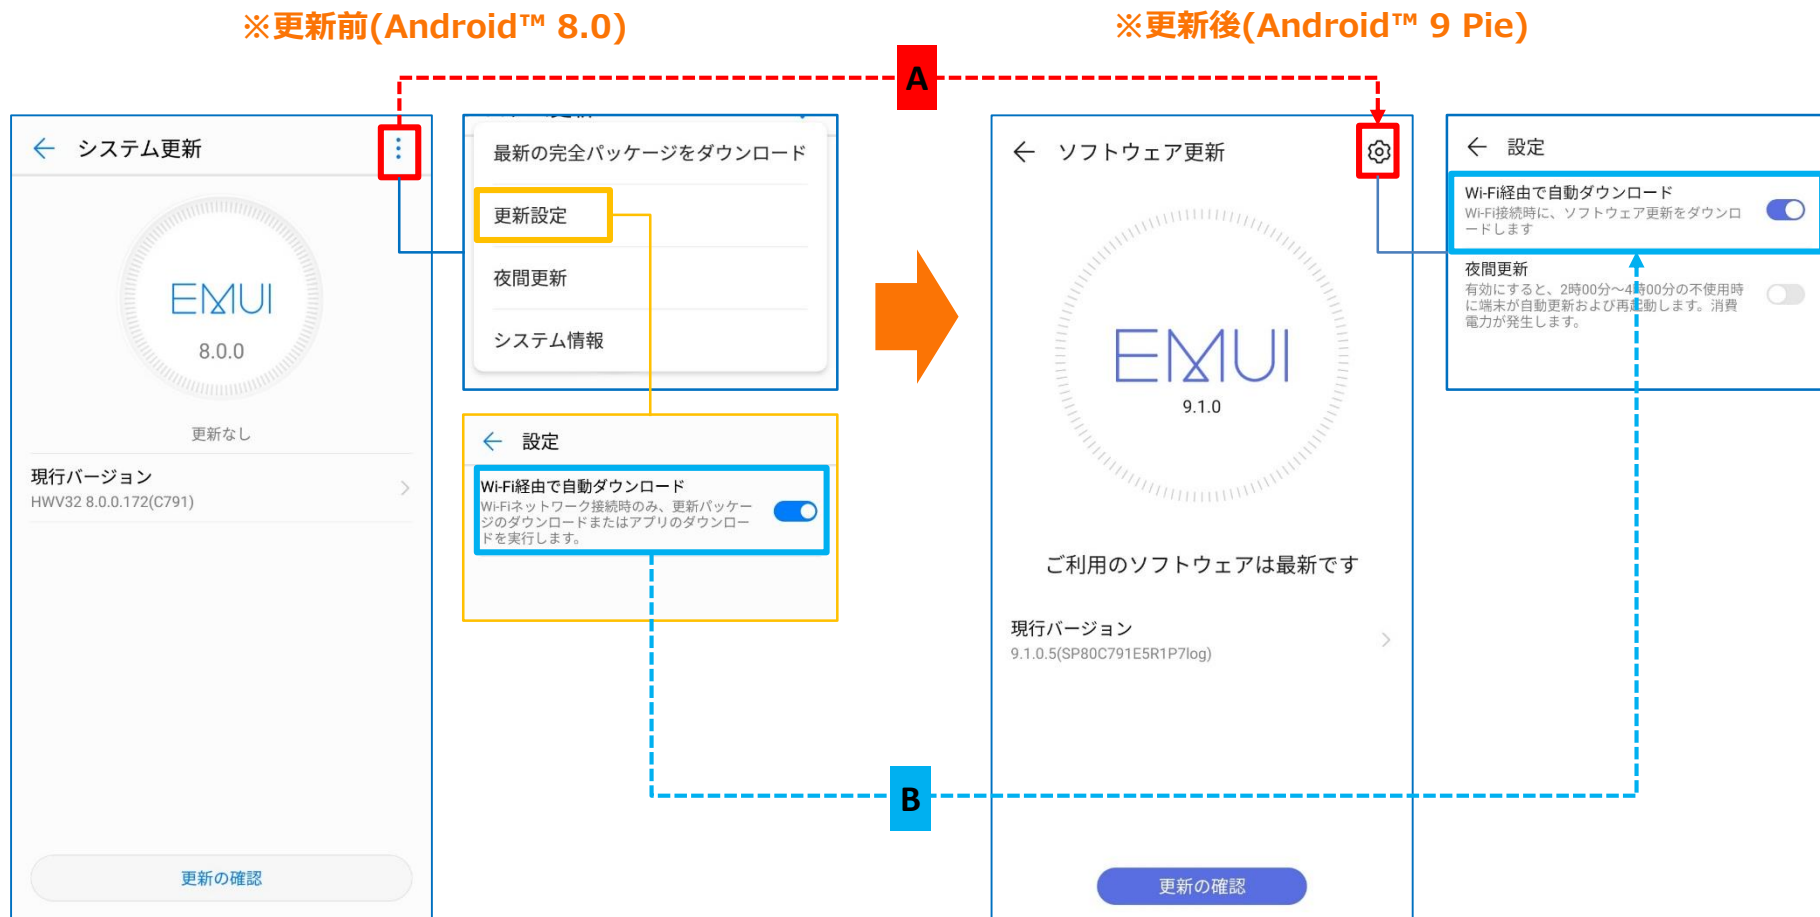 ※更新前(Android™ 8.0)
※更新後(Android™ 9 Pie)
A
システム更新
EMUI
8.0.0
更新なし
現行バージョン
HWV32 8.0.0.172(C791)
更新の確認
最新の完全パッケージをダウンロード
更新設定
夜間更新
システム情報
設定
Wi-Fi経由で自動ダウンロード
Wi-Fiネットワーク接続時のみ、更新パッケー
ジのダウンロードまたはアプリのダウンロー
ドを実行します。
B
ソフトウェア更新
EMUI
9.1.0
ご利用のソフトウェアは最新です
現行バージョン
9.1.0.5(SP80C791E5R1P7log)
更新の確認
設定
Wi-Fi経由で自動ダウンロード
Wi-Fi接続時に、ソフトウェア更新をダウンロ
ードします
夜間更新
有効にすると、2時00分~4時00分の不使用時
に端末が自動更新および再起動します。消費
電力が発生します。